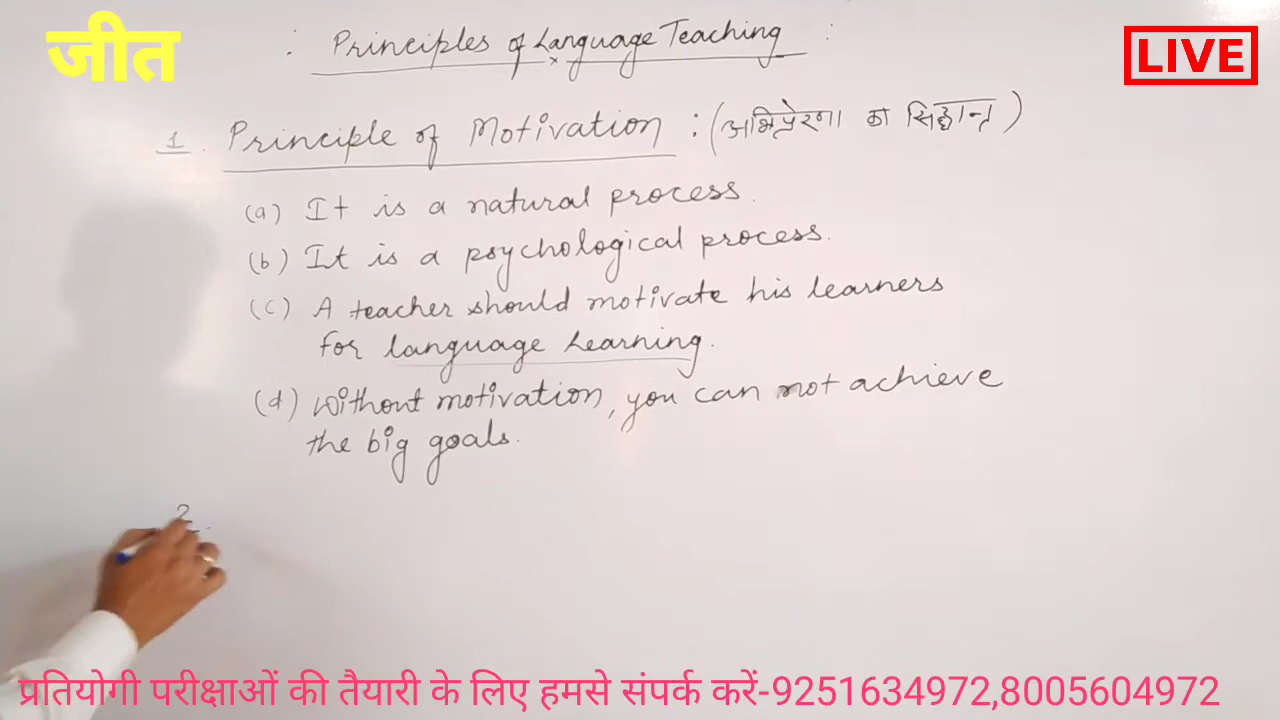 जीत
: Principles of Language Teaching :
LIVE
1. Principle of Motivation : (अभिप्रेरणा का सिद्धान्त)
(a) It is a natural process.
(b) It is a psychological process.
(c) A teacher should motivate his learners
for language Learning.
(d) without motivation, you can not achieve
the big goals.
2.
प्रतियोगी परीक्षाओं की तैयारी के लिए हमसे संपर्क करें-9251634972,8005604972